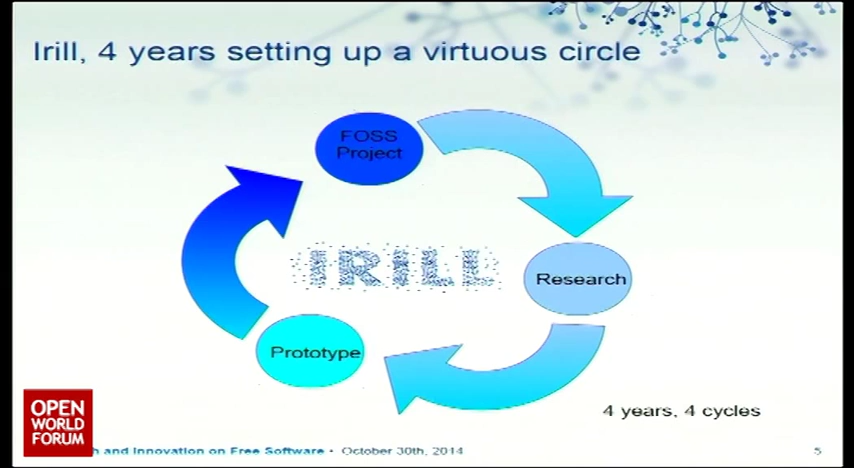 Irill, 4 years setting up a virtuous circle
FOSS
Project
IRILL
Research
Prototype
4 years, 4 cycles
OPEN
WORLD
FORUM
h and Innovation on Free Software • October 30th, 2014
5